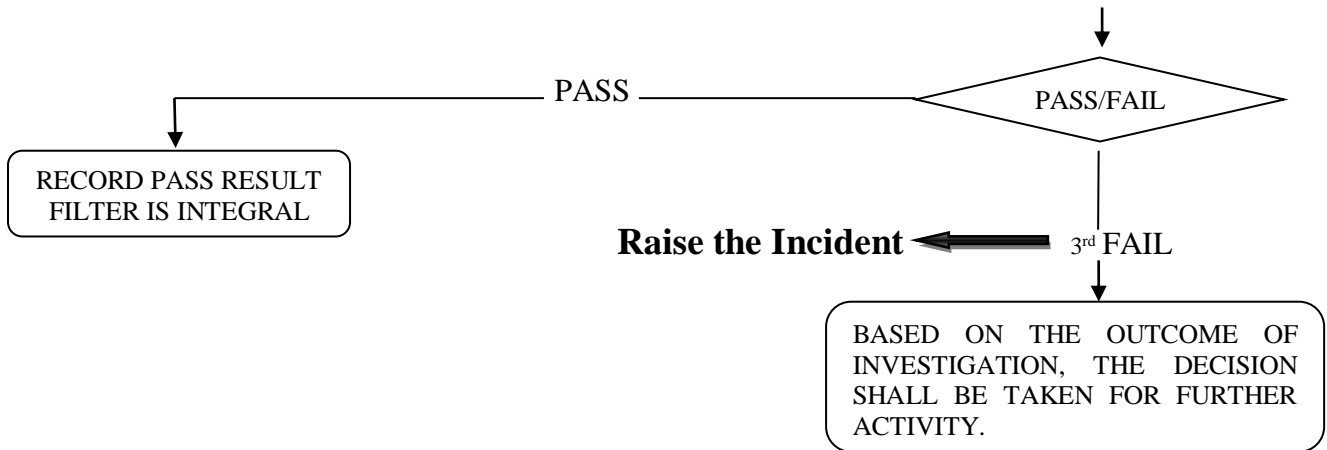 PASS
PASS/FAIL
RECORD PASS RESULT
FILTER IS INTEGRAL
Raise the Incident
3rd FAIL
BASED ON THE OUTCOME OF
INVESTIGATION, THE DECISION
SHALL BE TAKEN FOR FURTHER
ACTIVITY.